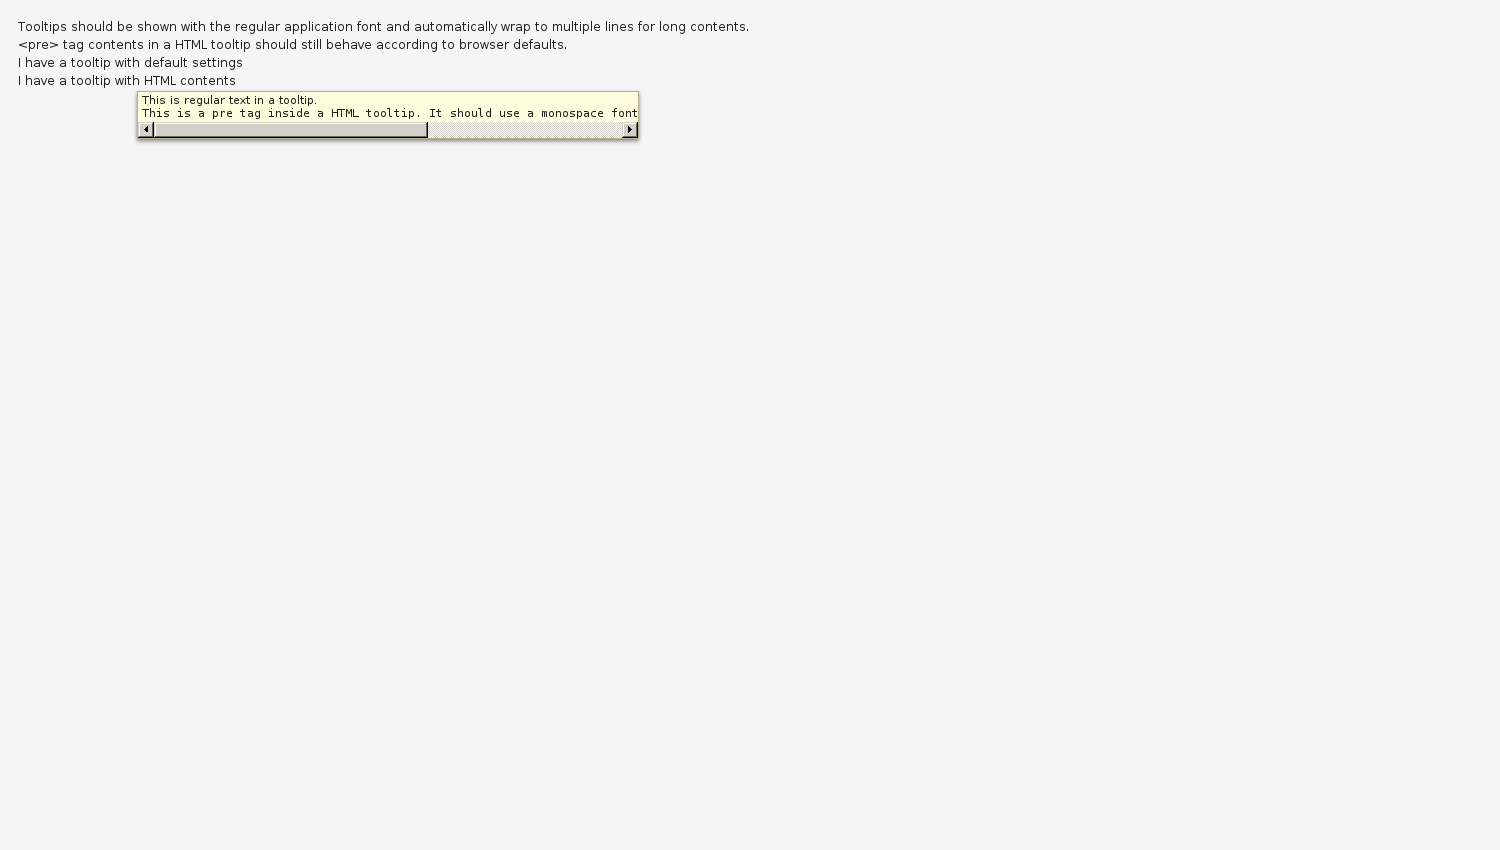 Tooltips should be shown with the regular application font and automatically wrap to multiple lines for long contents.
<pre> tag contents in a HTML tooltip should still behave according to browser defaults.
I have a tooltip with default settings
I have a tooltip with HTML contents
This is regular text in a tooltip.
This is a pre tag inside a HTML tooltip. It should use a monospace font